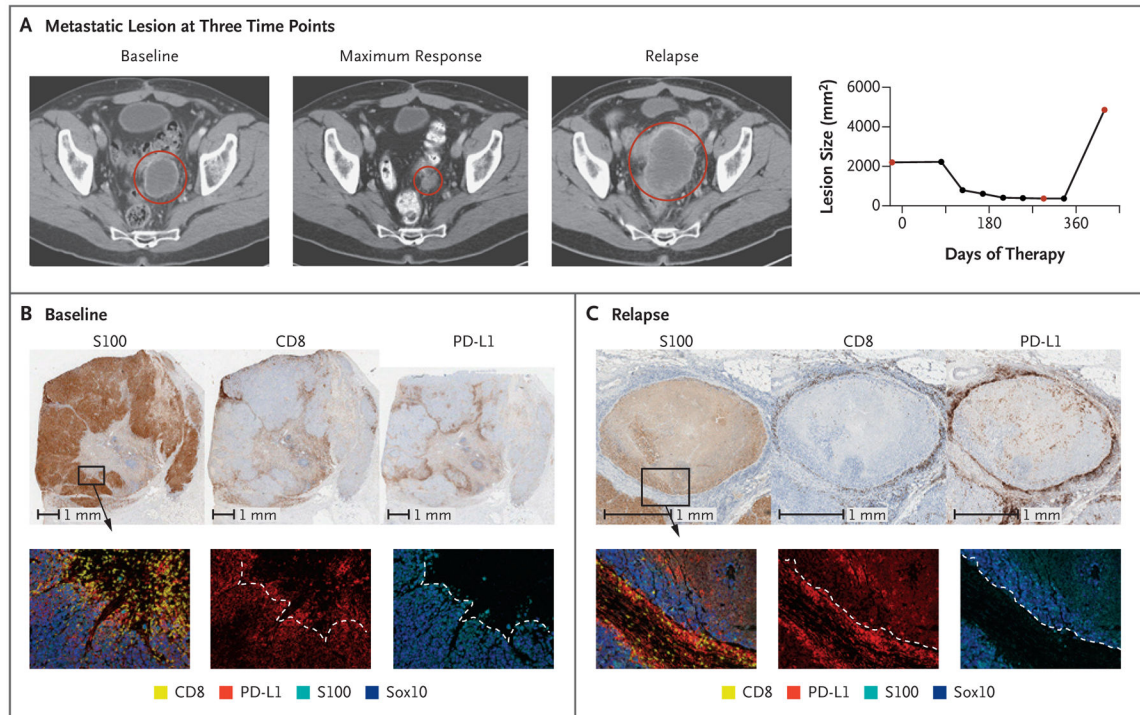 A Metastatic Lesion at Three Time Points
Baseline
Maximum Response
Relapse
Lesion Size (mm²)
6000
4000
2000
0
0
180
360
Days of Therapy
B Baseline
S100
CD8
PD-L1
1 mm
1 mm
1 mm
CD8
PD-L1
S100
Sox10
C Relapse
S100
CD8
PD-L1
1 mm
1 mm
1 mm
CD8
PD-L1
S100
Sox10